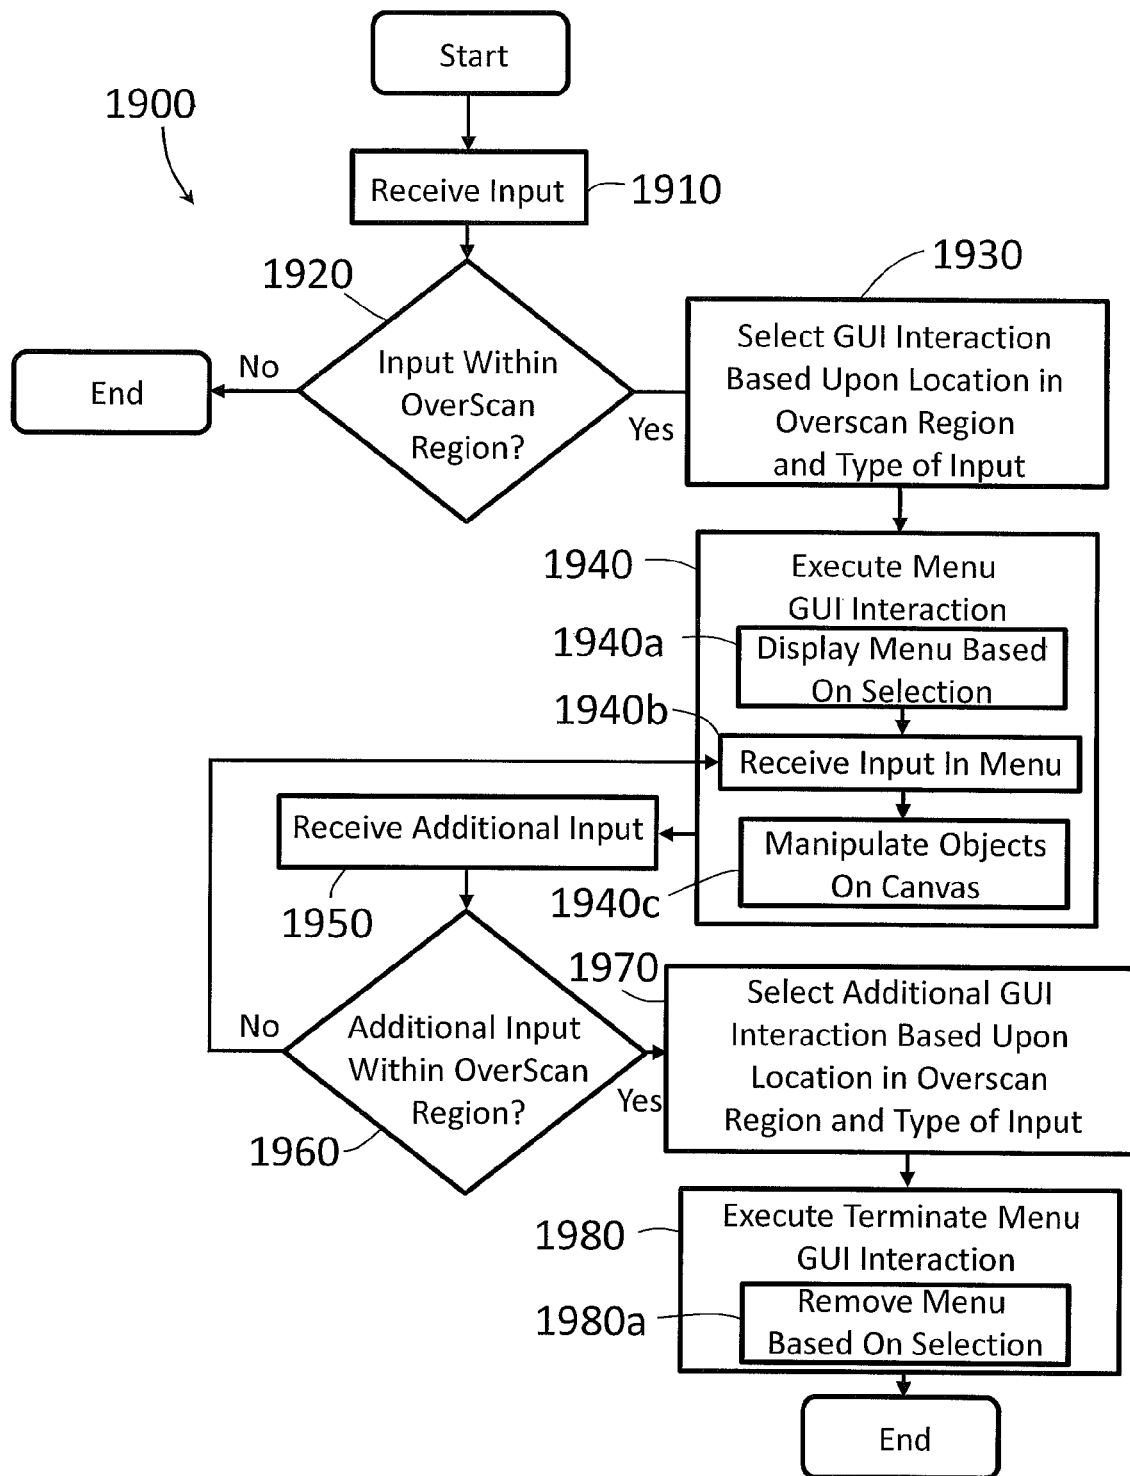 Start
1900
Receive Input
1910
1920
1930
Input Within
OverScan
Region?
No
End
Yes
Select GUI Interaction
Based Upon Location in
Overscan Region
and Type of Input
1940
Execute Menu
GUI Interaction
1940a
Display Menu Based
On Selection
1940b
Receive Input In Menu
Receive Additional Input
1950
Manipulate Objects
On Canvas
1940c
1970
Additional Input
Within OverScan
Region?
No
Yes
1960
Select Additional GUI
Interaction Based Upon
Location in Overscan
Region and Type of Input
1980
Execute Terminate Menu
GUI Interaction
1980a
Remove Menu
Based On Selection
End